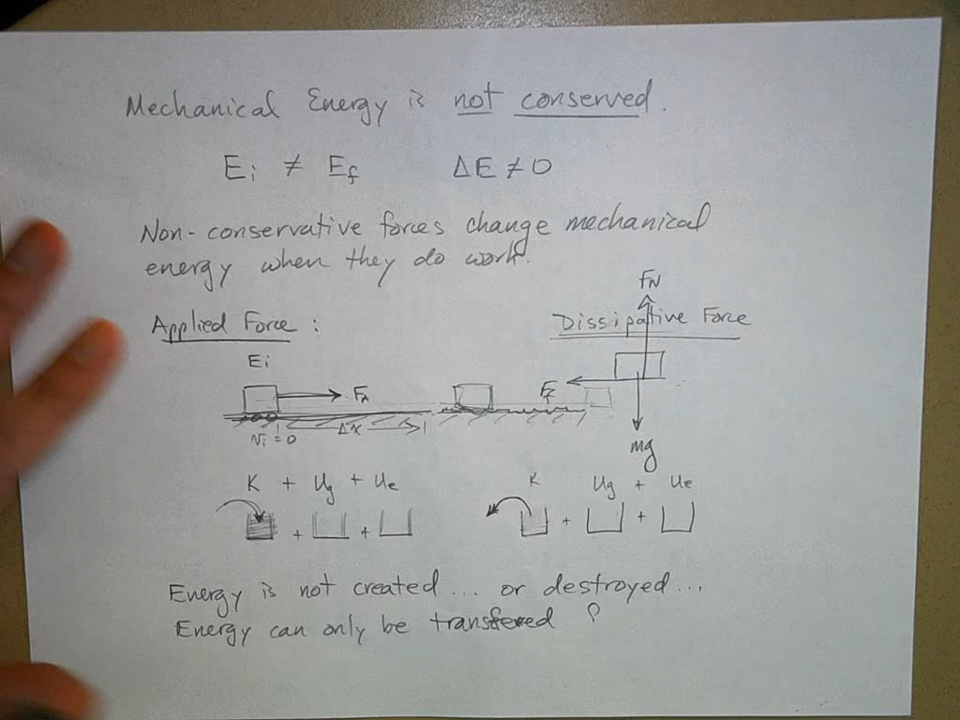 Mechanical Energy is not conserved.
Ei ≠ Ef ΔE ≠ 0
Non-conservative forces change mechanical
energy when they do work.
Applied Force :
Dissipative Force
FN
Ei
FA
Ff
vi = 0
Δx
mg
K + Ug + Ue
+ +
K Ug + Ue
+ +
Energy is not created... or destroyed...
Energy can only be transferred ?